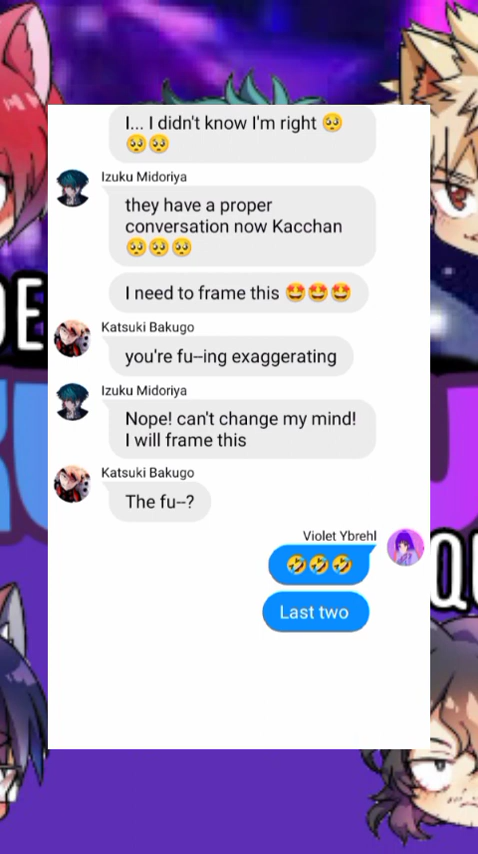 I... I didn't know I'm right 🥺
🥺🥺
Izuku Midoriya
they have a proper
conversation now Kacchan
🥺🥺🥺
I need to frame this 🤩🤩🤩
Katsuki Bakugo
you're fu--ing exaggerating
Izuku Midoriya
Nope! can't change my mind!
I will frame this
Katsuki Bakugo
The fu--?
Violet Ybrehl
🤣🤣🤣
Last two